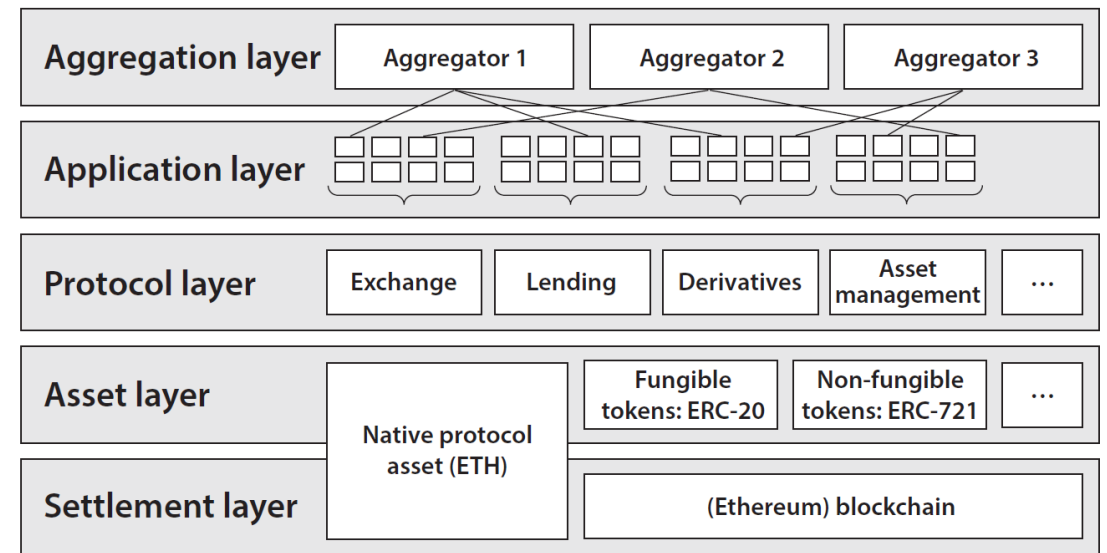 Aggregation layer
Aggregator 1
Aggregator 2
Aggregator 3
Application layer
Protocol layer
Exchange
Lending
Derivatives
Asset
management
...
Asset layer
Native protocol
asset (ETH)
Fungible
tokens: ERC-20
Non-fungible
tokens: ERC-721
...
Settlement layer
(Ethereum) blockchain